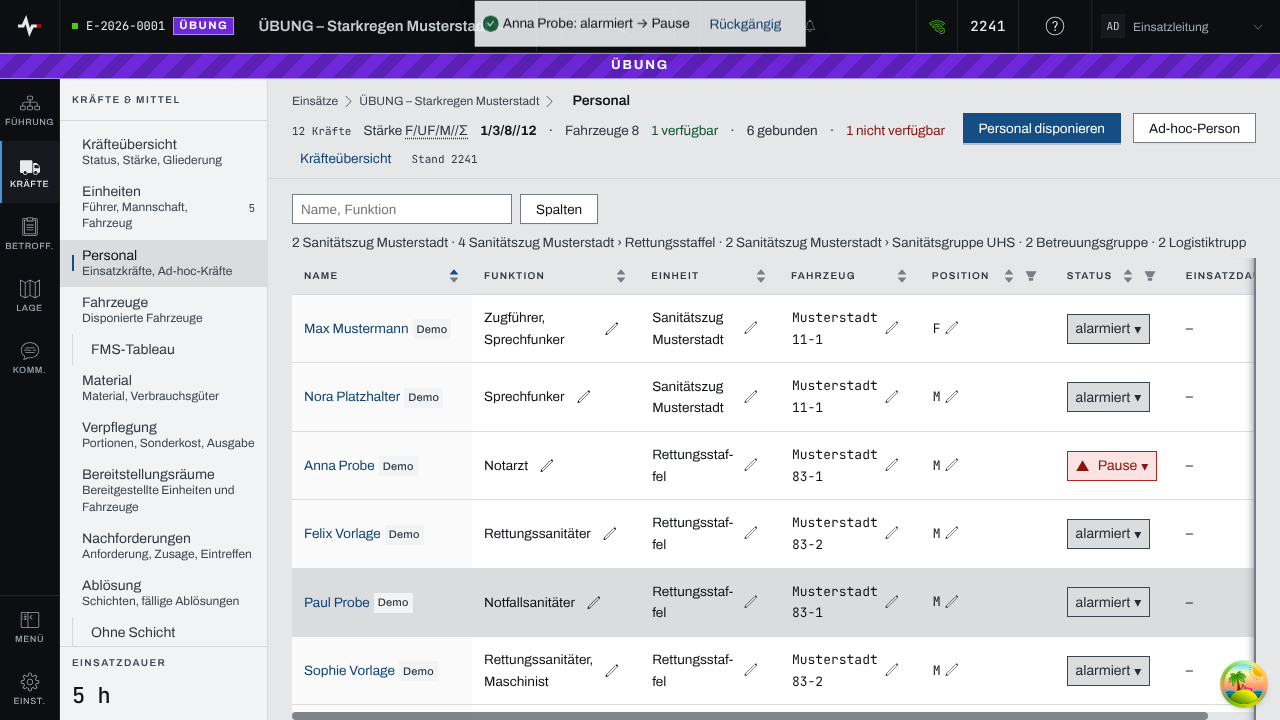 E-2026-0001 ÜBUNG ÜBUNG – Starkregen Musterstad
Anna Probe: alarmiert → Pause Rückgängig
2241 AD Einsatzleitung
ÜBUNG
FÜHRUNG
KRÄFTE
BETROFF.
LAGE
KOMM.
MENÜ
EINST.
KRÄFTE & MITTEL
Kräfteübersicht
Status, Stärke, Gliederung
Einheiten
Führer, Mannschaft, 5
Fahrzeug
Personal
Einsatzkräfte, Ad-hoc-Kräfte
Fahrzeuge
Disponierte Fahrzeuge
FMS-Tableau
Material
Material, Verbrauchsgüter
Verpflegung
Portionen, Sonderkost, Ausgabe
Bereitstellungsräume
Bereitgestellte Einheiten und
Fahrzeuge
Nachforderungen
Anforderung, Zusage, Eintreffen
Ablösung
Schichten, fällige Ablösungen
Ohne Schicht
EINSATZDAUER
5 h
Einsätze ÜBUNG – Starkregen Musterstadt Personal
12 Kräfte Stärke F/UF/M//Σ 1/3/8//12 · Fahrzeuge 8 1 verfügbar · 6 gebunden · 1 nicht verfügbar
Personal disponieren Ad-hoc-Person
Kräfteübersicht Stand 2241
Name, Funktion Spalten
2 Sanitätszug Musterstadt · 4 Sanitätszug Musterstadt › Rettungsstaffel · 2 Sanitätszug Musterstadt › Sanitätsgruppe UHS · 2 Betreuungsgruppe · 2 Logistiktrupp
NAME FUNKTION EINHEIT FAHRZEUG POSITION STATUS EINSATZDAU
Max Mustermann Demo Zugführer, Sanitätszug Musterstadt F alarmiert ▾ –
Sprechfunker Musterstadt 11-1
Nora Platzhalter Demo Sprechfunker Sanitätszug Musterstadt M alarmiert ▾ –
Musterstadt 11-1
Anna Probe Demo Notarzt Rettungsstaf- Musterstadt M ▲ Pause ▾ –
fel 83-1
Felix Vorlage Demo Rettungssanitäter Rettungsstaf- Musterstadt M alarmiert ▾ –
fel 83-2
Paul Probe Demo Notfallsanitäter Rettungsstaf- Musterstadt M alarmiert ▾ –
fel 83-1
Sophie Vorlage Demo Rettungssanitäter, Rettungsstaf- Musterstadt M alarmiert ▾ –
Maschinist fel 83-2